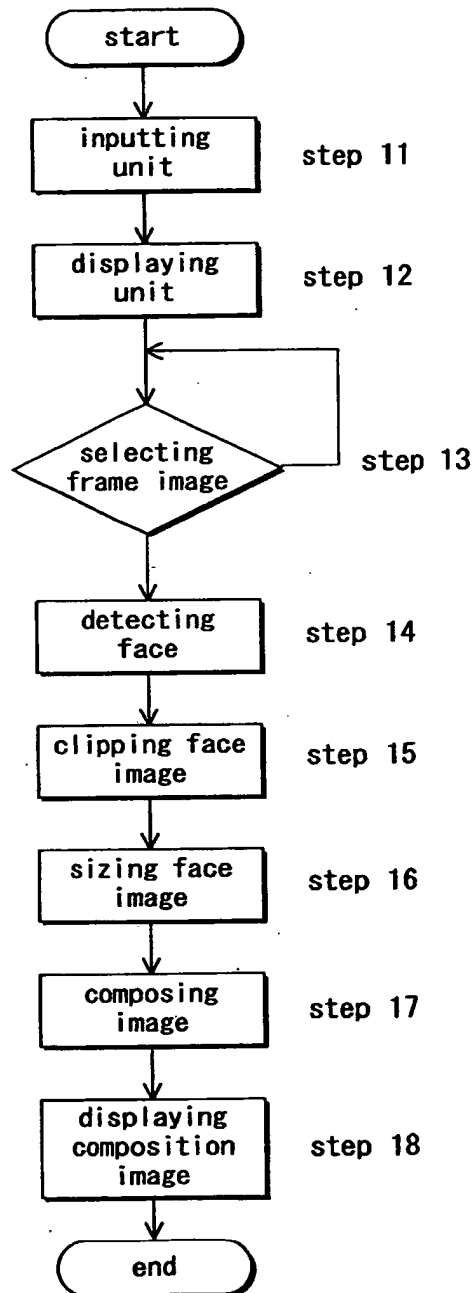 start
inputting
unit
step 11
displaying
unit
step 12
selecting
frame image
step 13
detecting
face
step 14
clipping face
image
step 15
sizing face
image
step 16
composing
image
step 17
displaying
composition
image
step 18
end